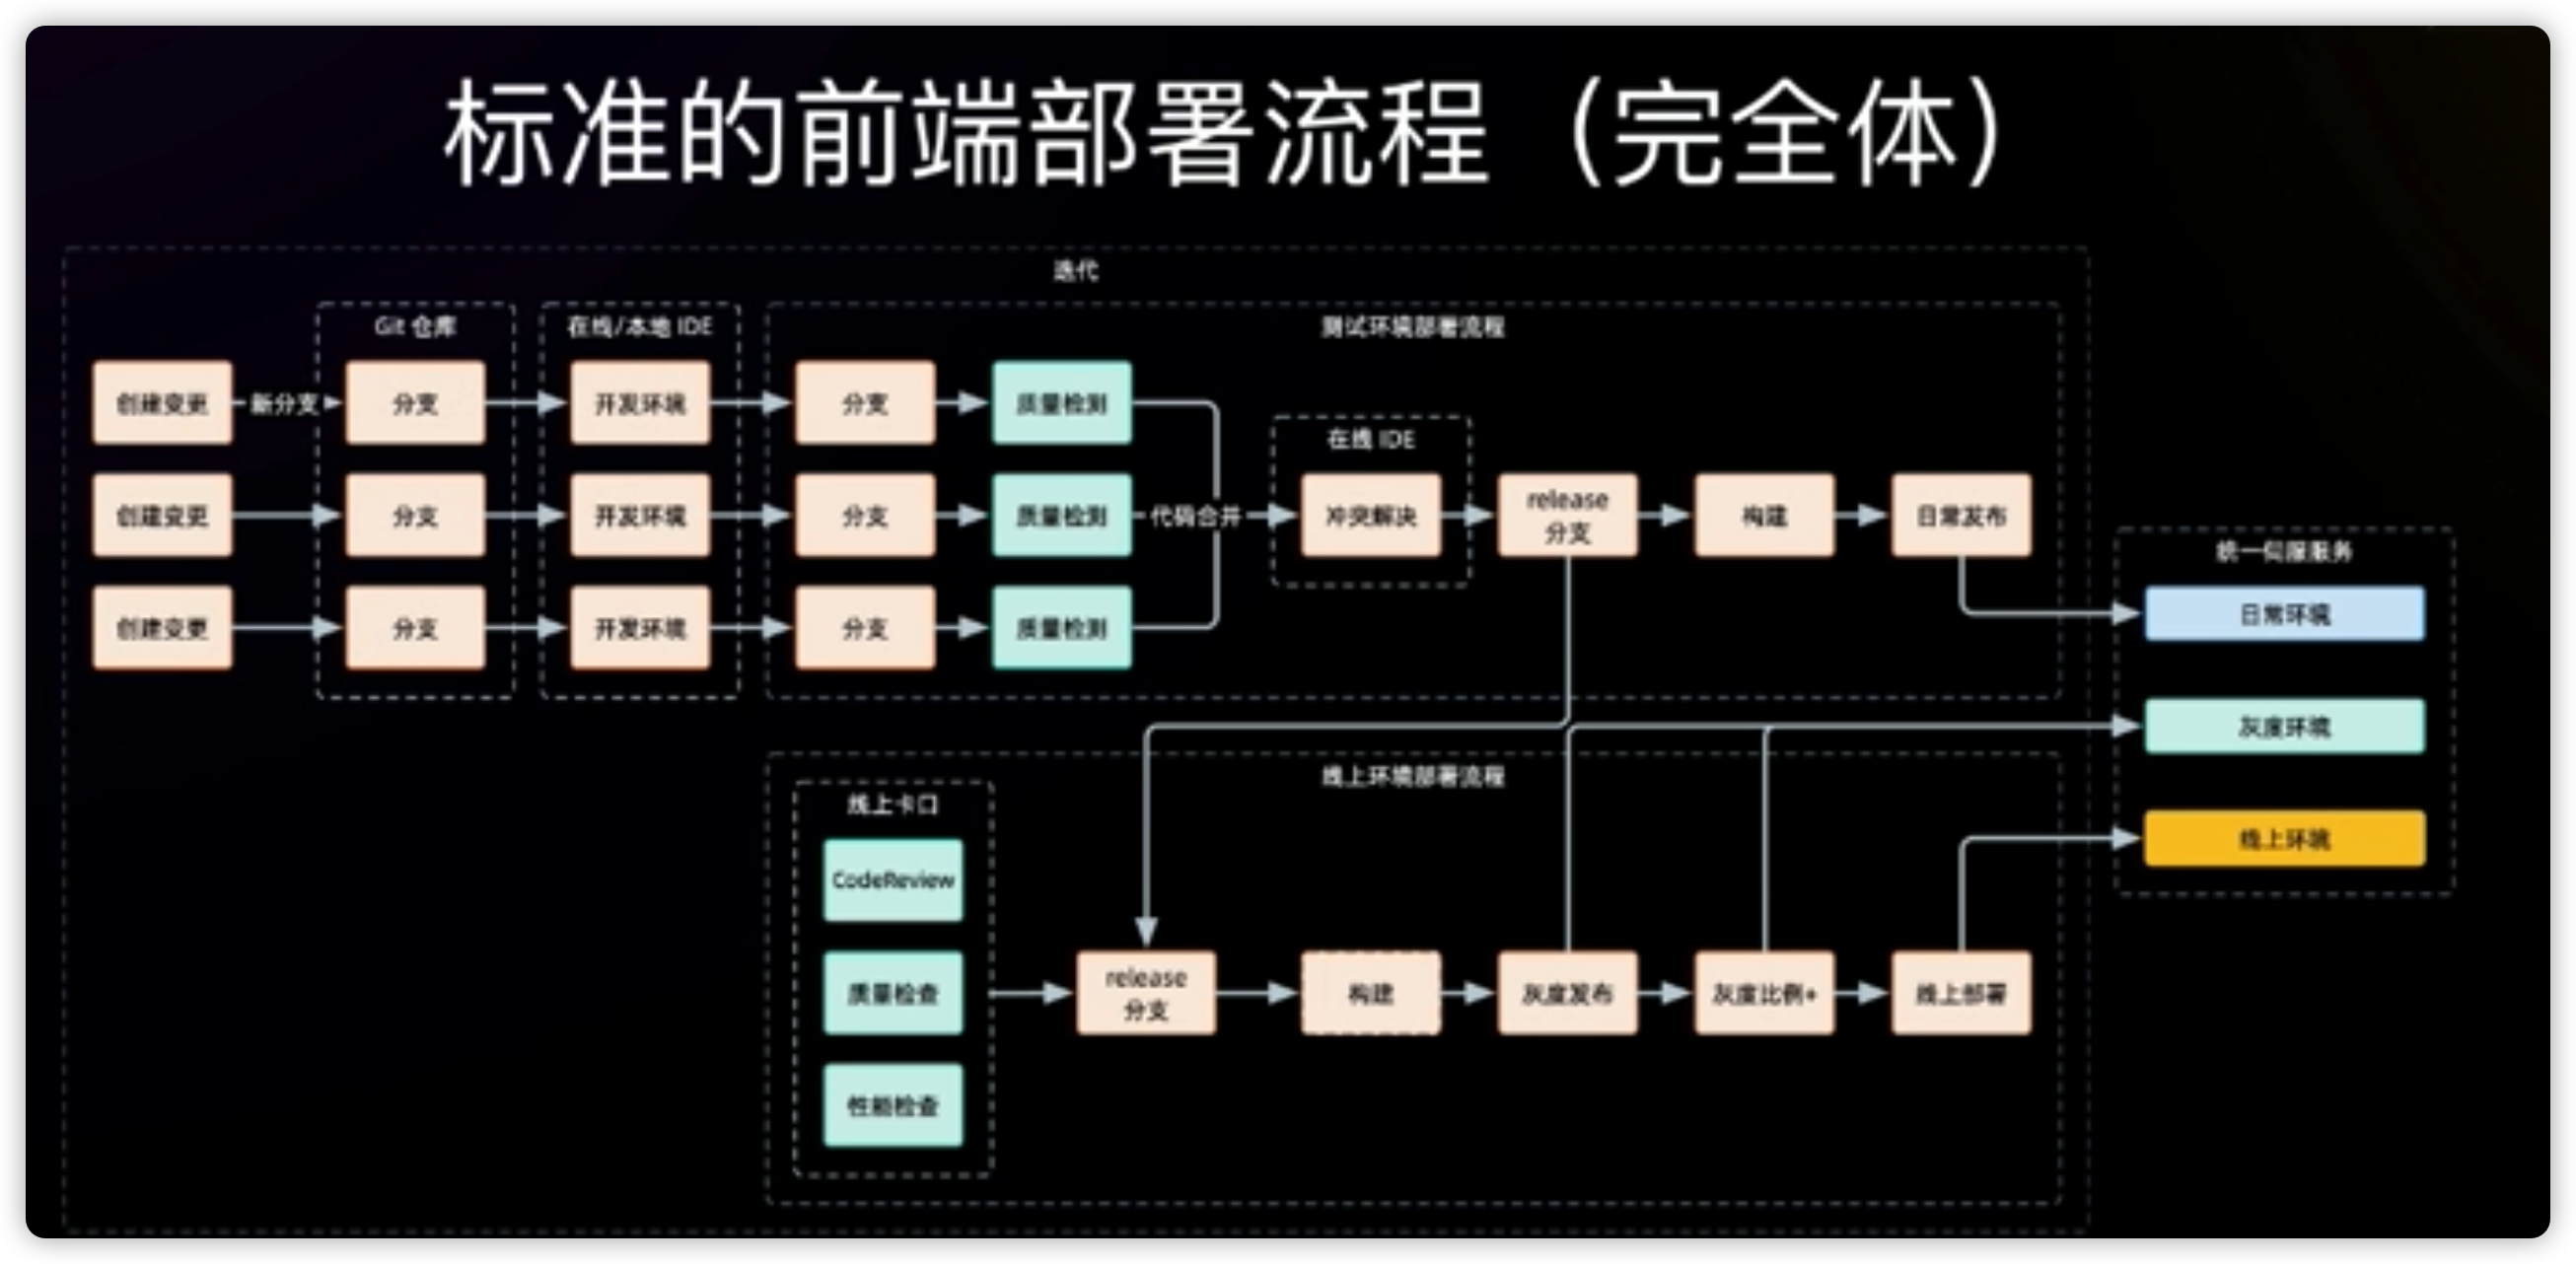 标准的前端部署流程（完全体）
迭代
Git 仓库
在线/本地 IDE
测试环境部署流程
创建变更
新分支
分支
开发环境
分支
质量检测
在线 IDE
创建变更
分支
开发环境
分支
质量检测
代码合并
冲突解决
release
分支
构建
日常发布
创建变更
分支
开发环境
分支
质量检测
统一伺服服务
日常环境
灰度环境
线上环境
线上环境部署流程
线上卡口
CodeReview
质量检查
性能检查
release
分支
构建
灰度发布
灰度比例+
线上部署